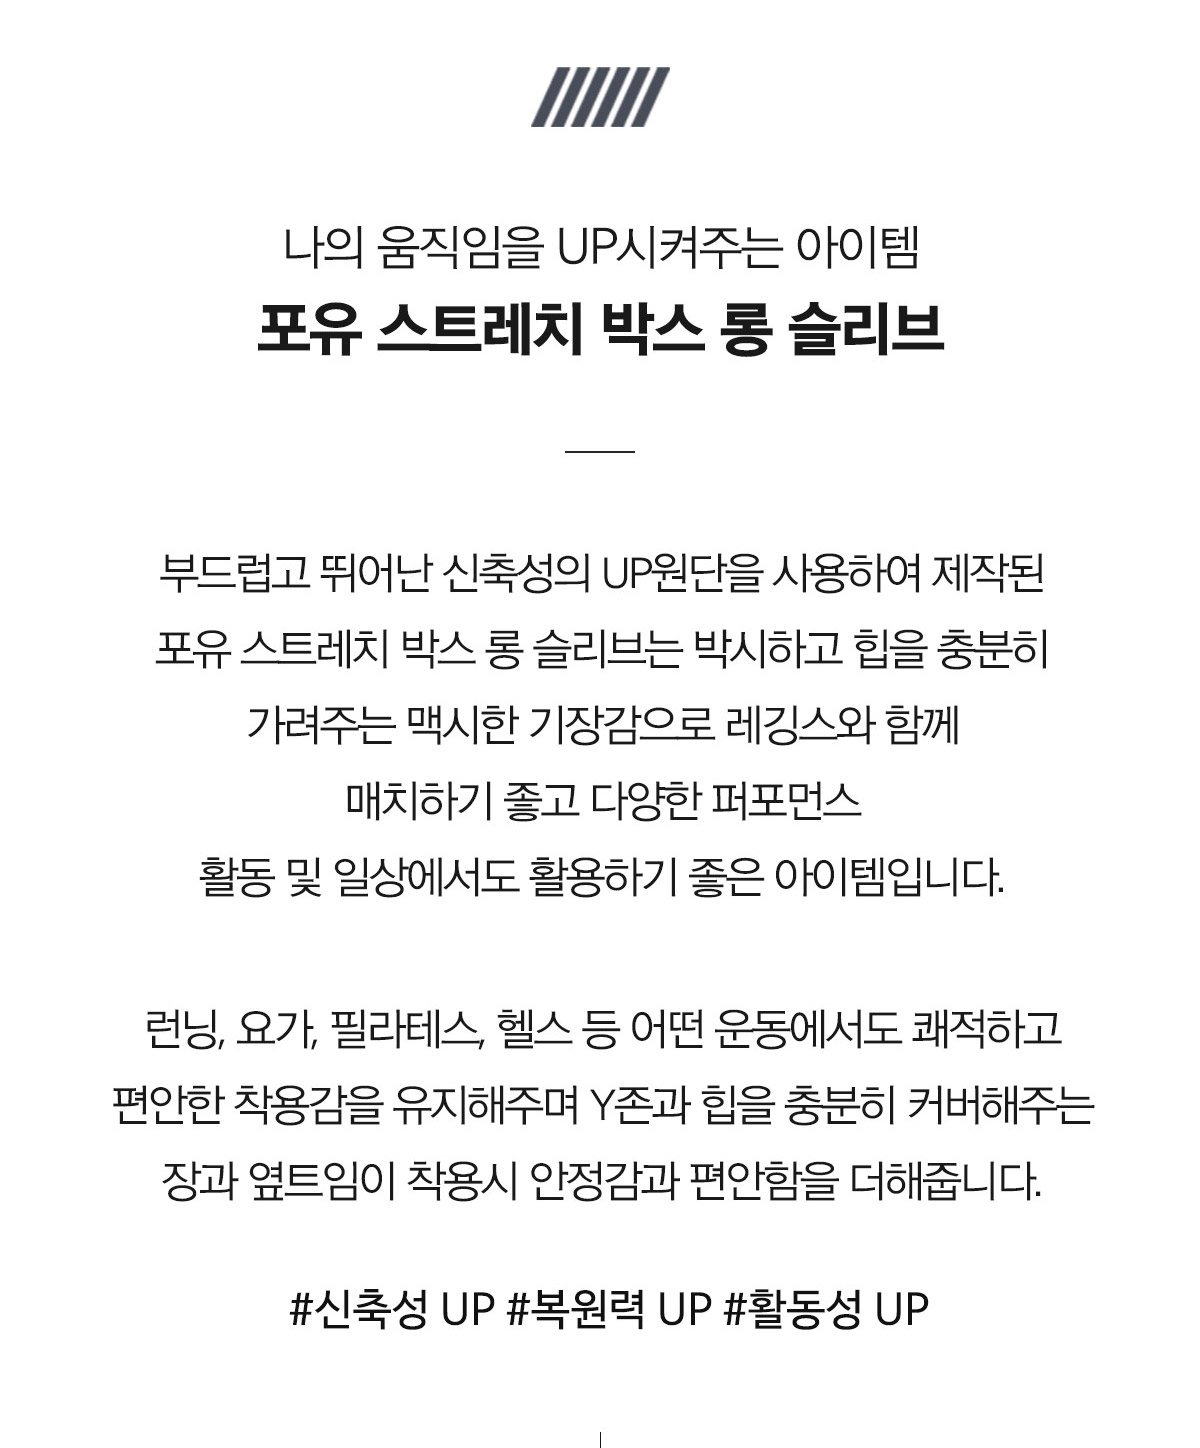 나의 움직임을 UP시켜주는 아이템
포유 스트레치 박스 롱 슬리브
부드럽고 뛰어난 신축성의 UP원단을 사용하여 제작된
포유 스트레치 박스 롱 슬리브는 박시하고 힙을 충분히
가려주는 맥시한 기장감으로 레깅스와 함께
매치하기 좋고 다양한 퍼포먼스
활동 및 일상에서도 활용하기 좋은 아이템입니다.
런닝, 요가, 필라테스, 헬스 등 어떤 운동에서도 쾌적하고
편안한 착용감을 유지해주며 Y존과 힙을 충분히 커버해주는
장과 옆트임이 착용시 안정감과 편안함을 더해줍니다.
#신축성 UP #복원력 UP #활동성 UP